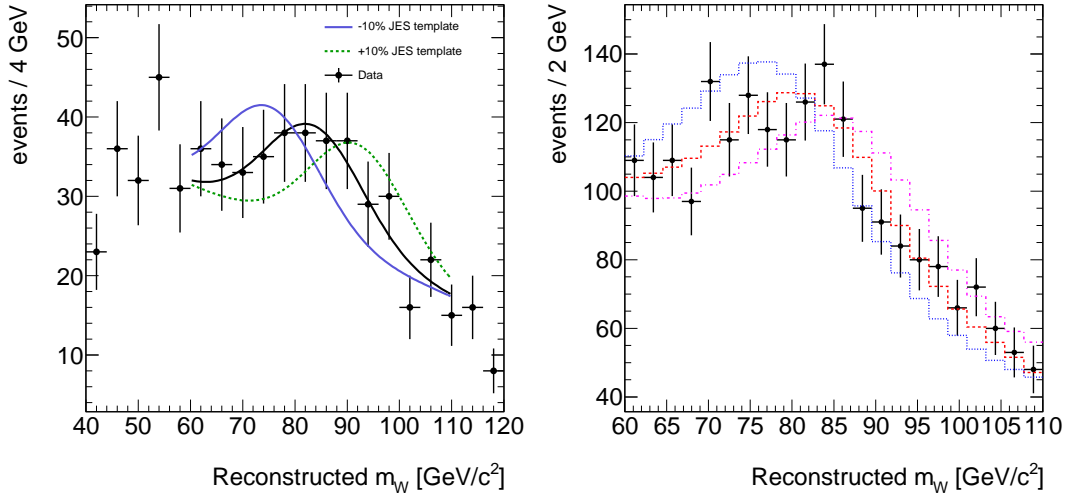 events / 4 GeV
50
40
30
20
10
-10% JES template
+10% JES template
Data
40 50 60 70 80 90 100 110 120
Reconstructed m_W [GeV/c²]
events / 2 GeV
140
120
100
80
60
40
60 65 70 75 80 85 90 95 100 105 110
Reconstructed m_W [GeV/c²]